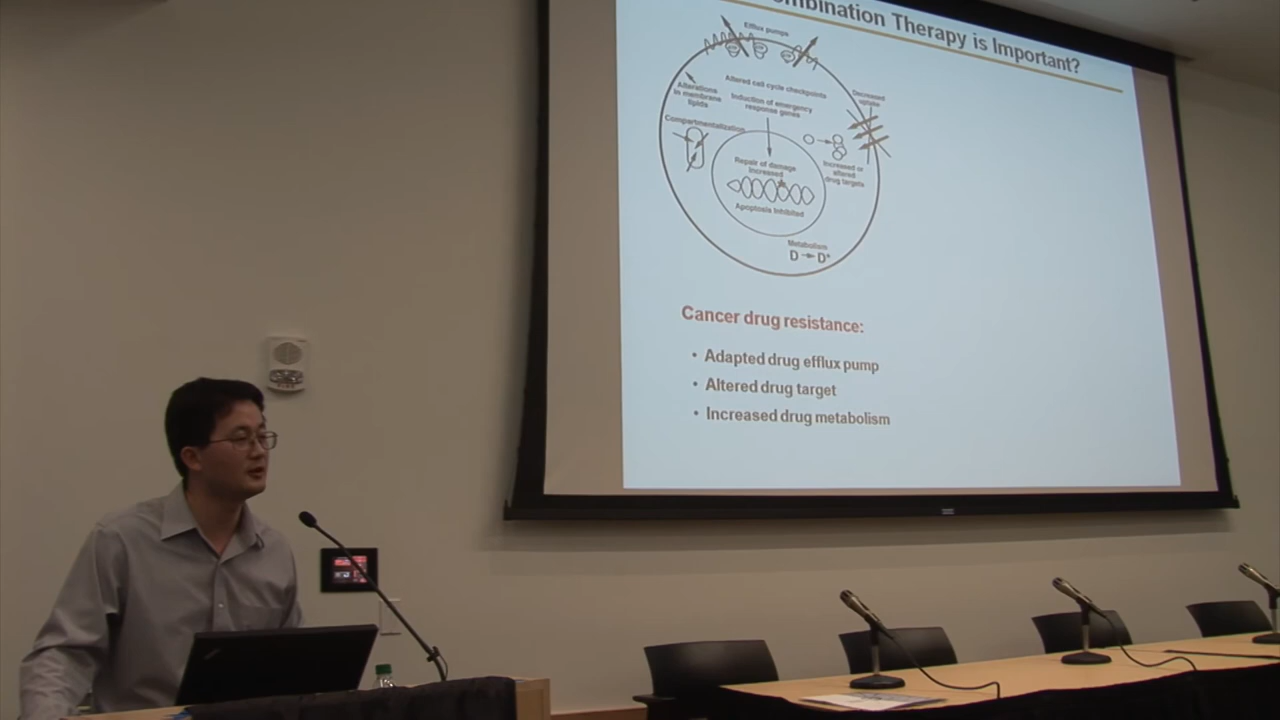 mbination Therapy is Important?
Efflux pumps
Altered cell cycle checkpoints
Alterations
in membrane
lipids
Induction of emergency
response genes
Decreased
uptake
Compartmentalization
Repair of damage
Increased
Increased or
altered
drug targets
Apoptosis Inhibited
Metabolism
D → D*
Cancer drug resistance:
• Adapted drug efflux pump
• Altered drug target
• Increased drug metabolism